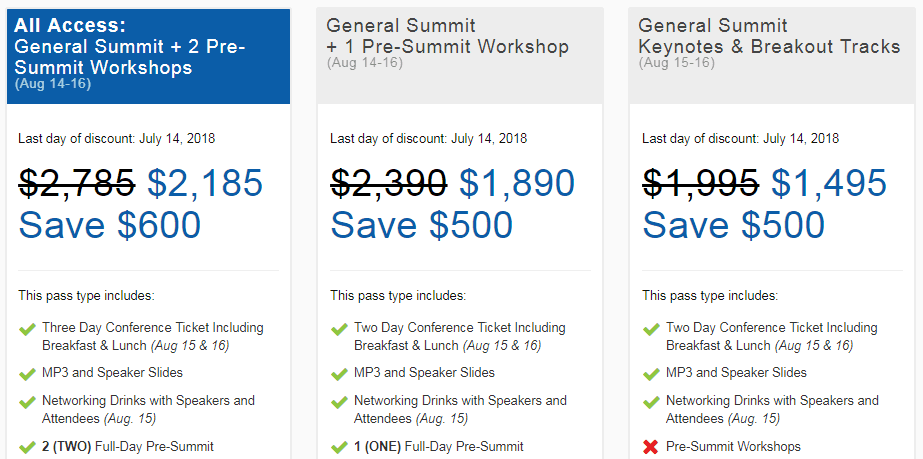 All Access:
General Summit + 2 Pre-
Summit Workshops
(Aug 14-16)
Last day of discount: July 14, 2018
$2,785 $2,185
Save $600
This pass type includes:
Three Day Conference Ticket Including
Breakfast & Lunch (Aug 15 & 16)
MP3 and Speaker Slides
Networking Drinks with Speakers and
Attendees (Aug. 15)
2 (TWO) Full-Day Pre-Summit
General Summit
+ 1 Pre-Summit Workshop
(Aug 14-16)
Last day of discount: July 14, 2018
$2,390 $1,890
Save $500
This pass type includes:
Two Day Conference Ticket Including
Breakfast & Lunch (Aug 15 & 16)
MP3 and Speaker Slides
Networking Drinks with Speakers and
Attendees (Aug. 15)
1 (ONE) Full-Day Pre-Summit
General Summit
Keynotes & Breakout Tracks
(Aug 15-16)
Last day of discount: July 14, 2018
$1,995 $1,495
Save $500
This pass type includes:
Two Day Conference Ticket Including
Breakfast & Lunch (Aug 15 & 16)
MP3 and Speaker Slides
Networking Drinks with Speakers and
Attendees (Aug. 15)
Pre-Summit Workshops